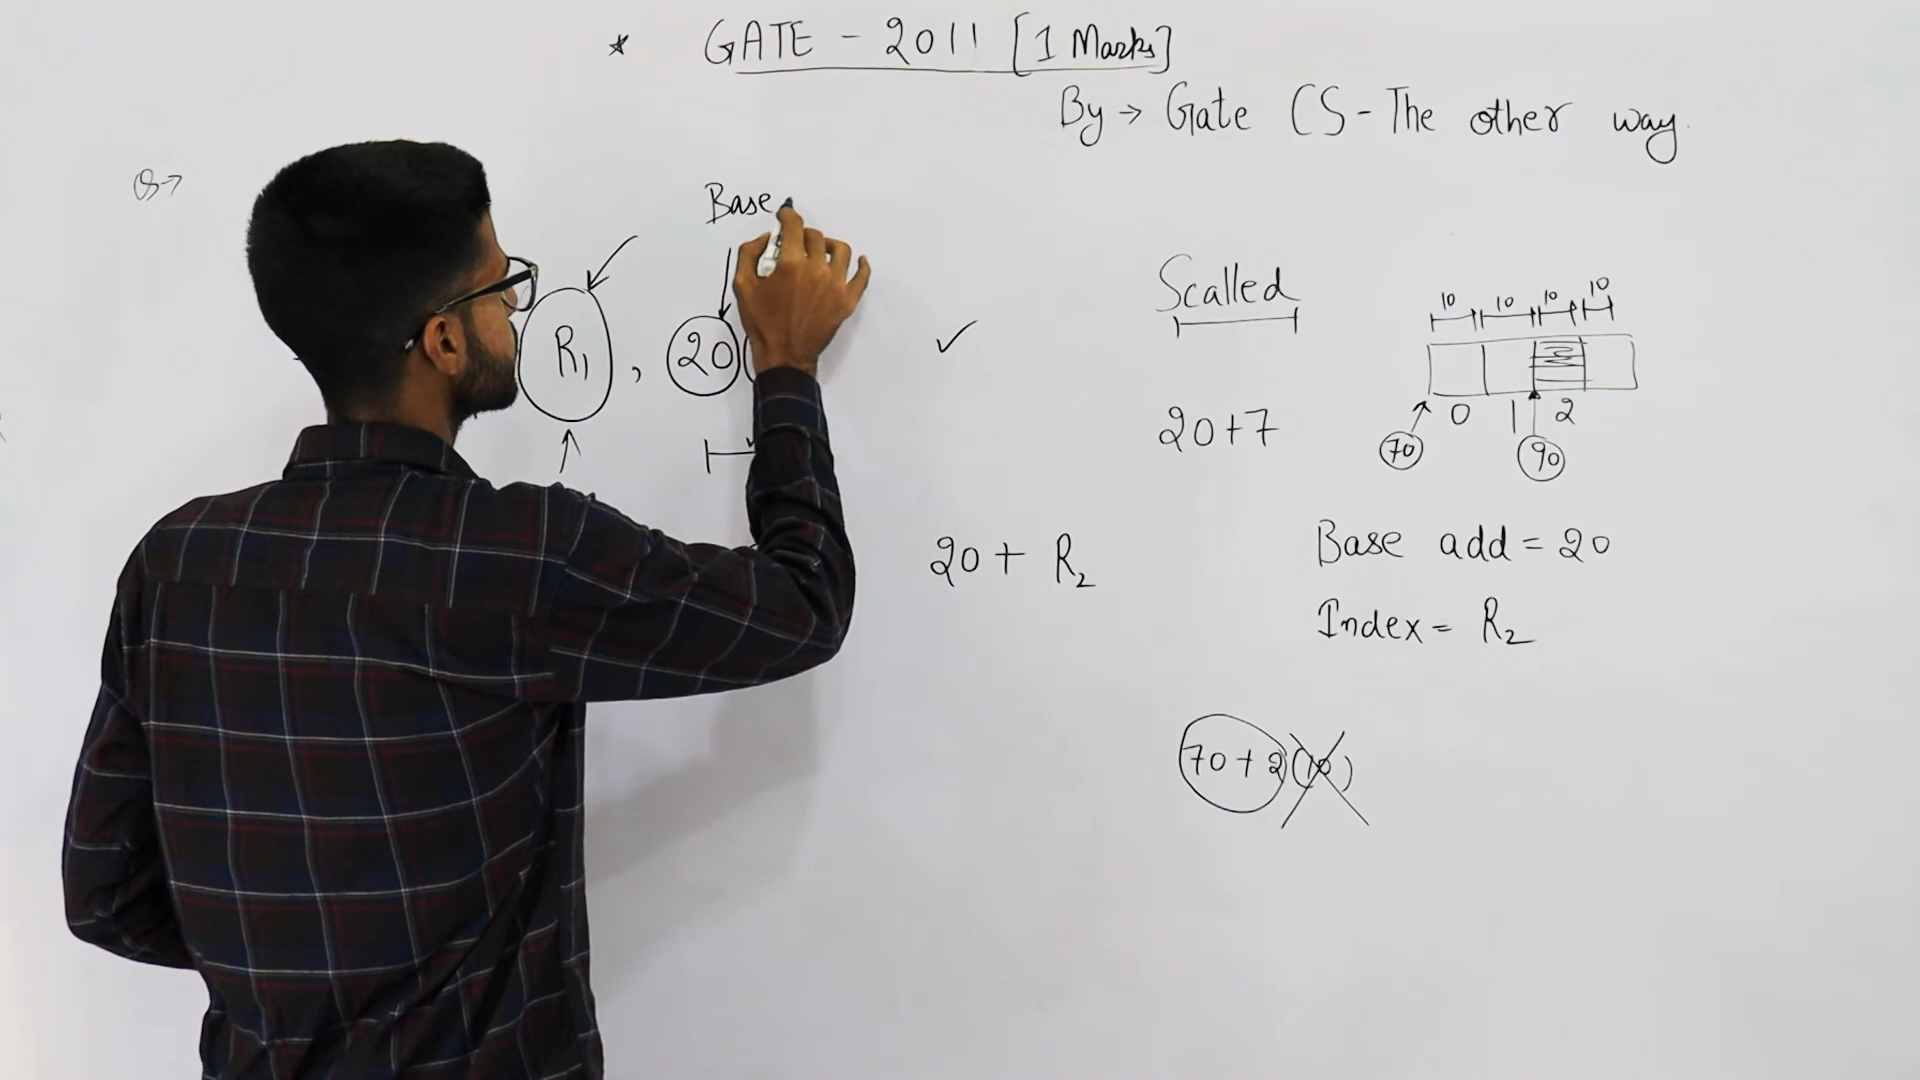 * GATE - 2011 [1 Marks]
By → Gate CS - The other way
Q→
Base
R1 , 20
Scalled
10 10 10 10
0 1 2
70 90
20+7
20 + R2
Base add = 20
Index = R2
70 + 2(10)